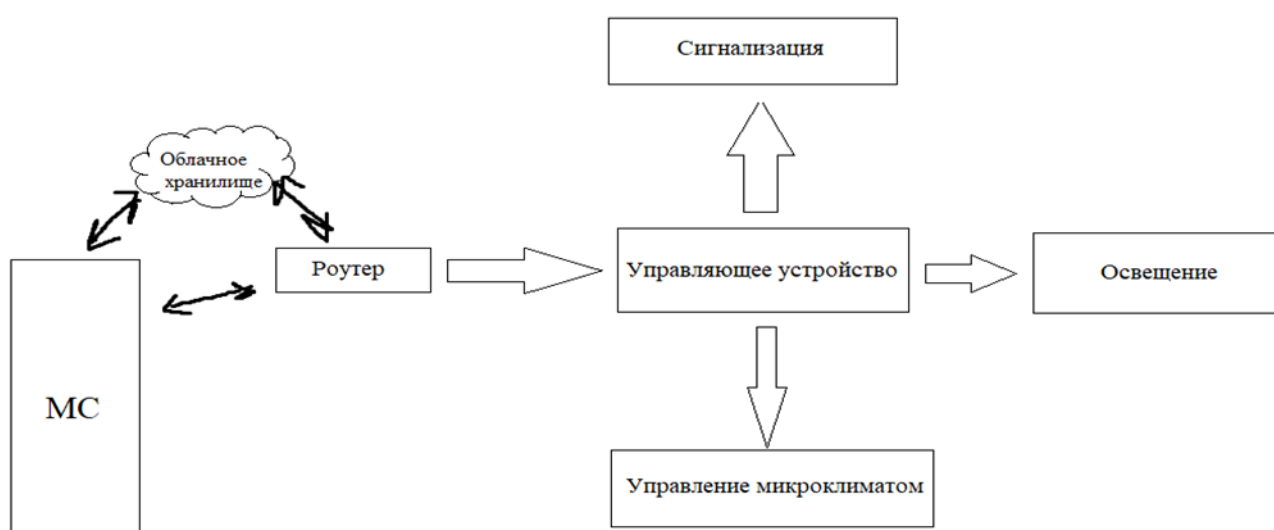 Сигнализация
Облачное
хранилище
Роутер
Управляющее устройство
Освещение
МС
Управление микроклиматом